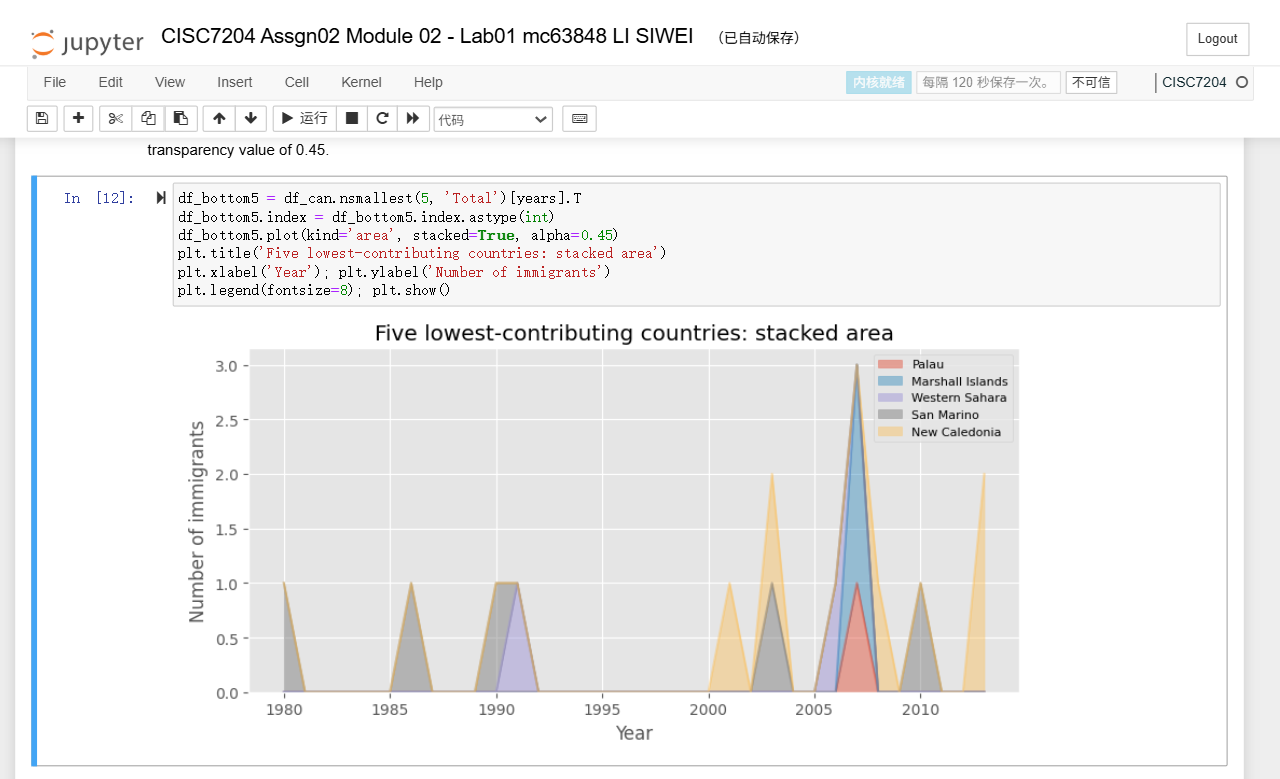 jupyter CISC7204 Assgn02 Module 02 - Lab01 mc63848 LI SIWEI (已自动保存) Logout
File Edit View Insert Cell Kernel Help 内核就绪 每隔 120 秒保存一次。 不可信 CISC7204
运行 代码
transparency value of 0.45.
In [12]:
df_bottom5 = df_can.nsmallest(5, 'Total')[years].T
df_bottom5.index = df_bottom5.index.astype(int)
df_bottom5.plot(kind='area', stacked=True, alpha=0.45)
plt.title('Five lowest-contributing countries: stacked area')
plt.xlabel('Year'); plt.ylabel('Number of immigrants')
plt.legend(fontsize=8); plt.show()
Five lowest-contributing countries: stacked area
Palau
Marshall Islands
Western Sahara
San Marino
New Caledonia
Number of immigrants
3.0
2.5
2.0
1.5
1.0
0.5
0.0
1980 1985 1990 1995 2000 2005 2010
Year